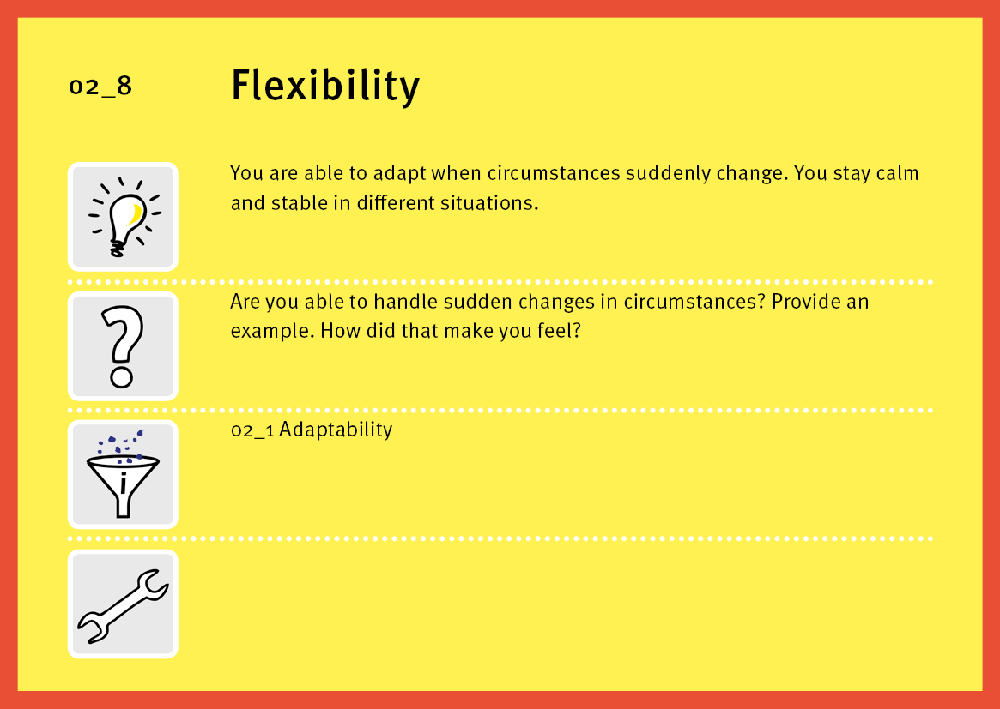 02_8
Flexibility
You are able to adapt when circumstances suddenly change. You stay calm
and stable in different situations.
Are you able to handle sudden changes in circumstances? Provide an
example. How did that make you feel?
02_1 Adaptability
i